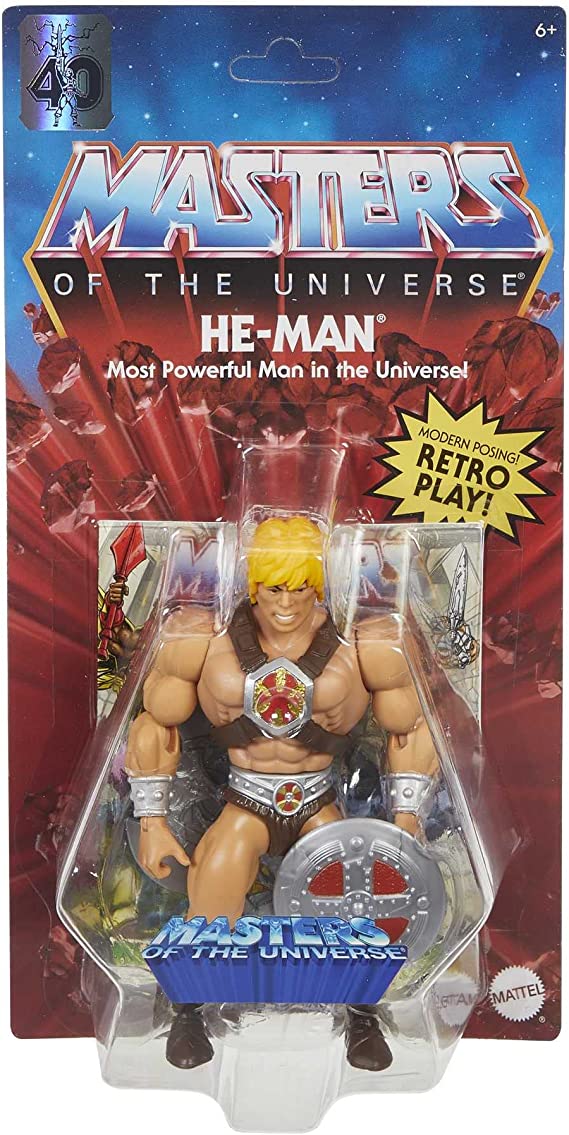 40
6+
MASTERS
OF THE UNIVERSE®
HE-MAN®
Most Powerful Man in the Universe!
MODERN POSING!
RETRO
PLAY!
MASTERS
MASTERS
OF THE UNIVERSE®
MATTEL®